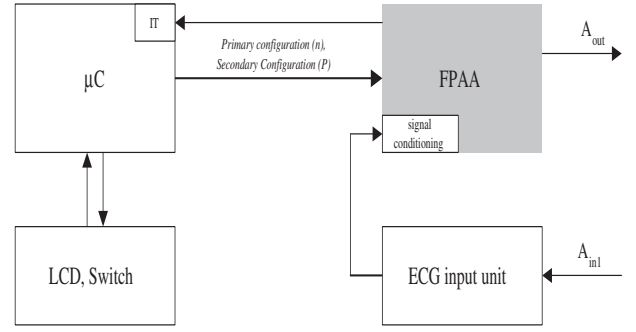 IT
μC
Primary configuration (n),
Secondary Configuration (P)
FPAA
A_out
signal
conditioning
LCD, Switch
ECG input unit
A_in1